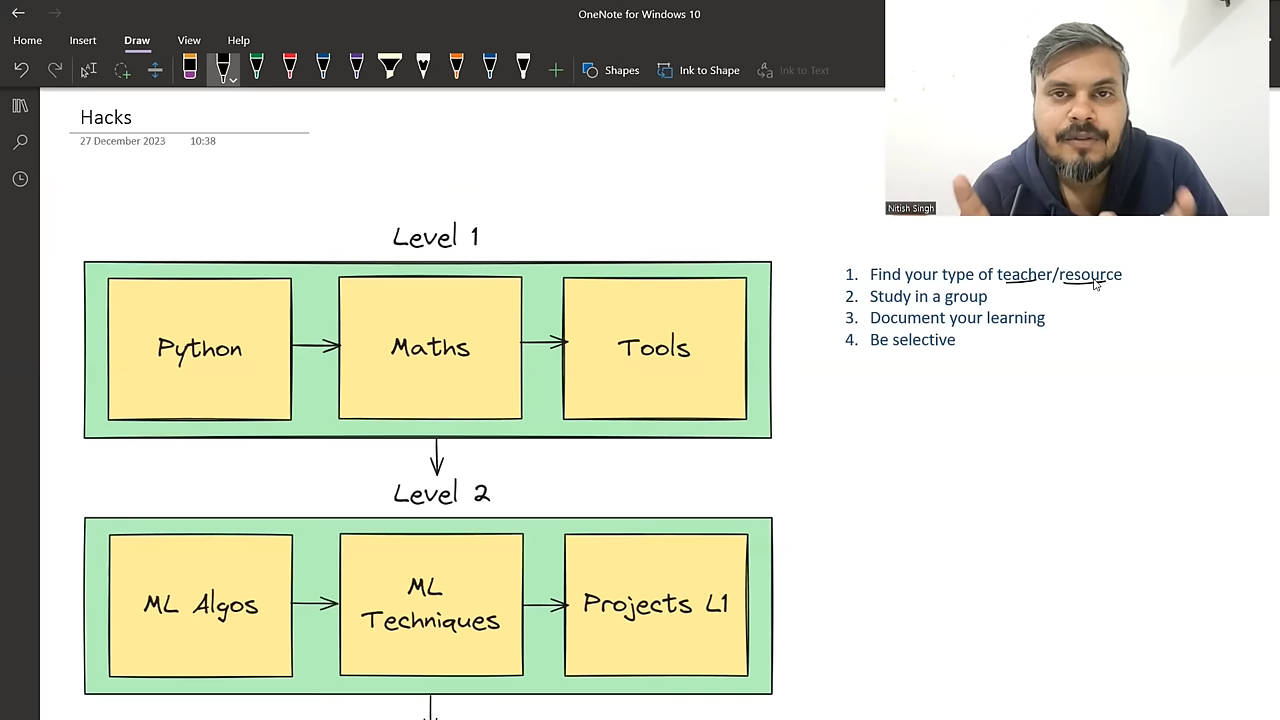 OneNote for Windows 10
Home Insert Draw View Help
Shapes Ink to Shape Ink to Text
Hacks
27 December 2023 10:38
Nitish Singh
Level 1
Python Maths Tools
1. Find your type of teacher/resource
2. Study in a group
3. Document your learning
4. Be selective
Level 2
ML Algos
ML
Techniques
Projects L1